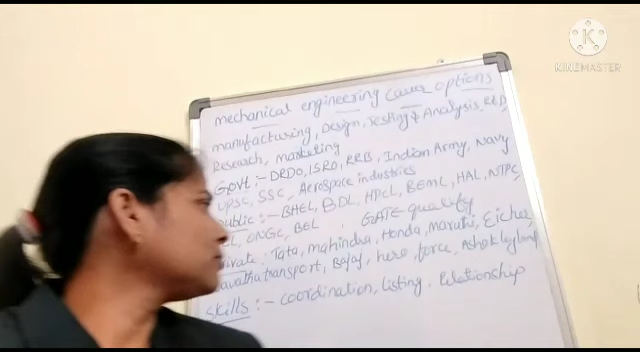 KINEMASTER
mechanical engineering Career options
manufacturing, Design, Testing & Analysis, R&D,
Research, marketing
Govt :- DRDO, ISRO, RRB, Indian Army, Navy
UPSC, SSC, Aerospace industries
public :- BHEL, BDL, HPCL, BEML, HAL, NTPC,
ONGC, BEL, GATE qualify
Tata, mahindra, Honda, maruthi, Eicher,
transport, Bajaj, hero, force, Ashok leyland
skills :- coordination, listing, Relationship